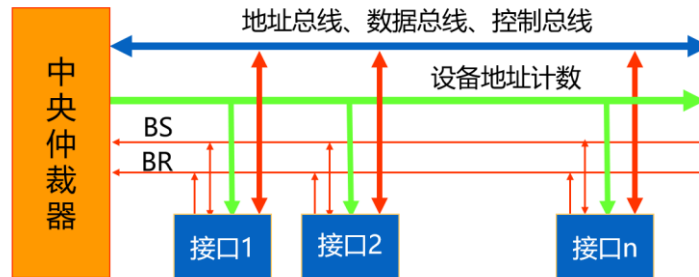 地址总线、数据总线、控制总线
中央仲裁器
设备地址计数
BS
BR
接口1
接口2
接口n